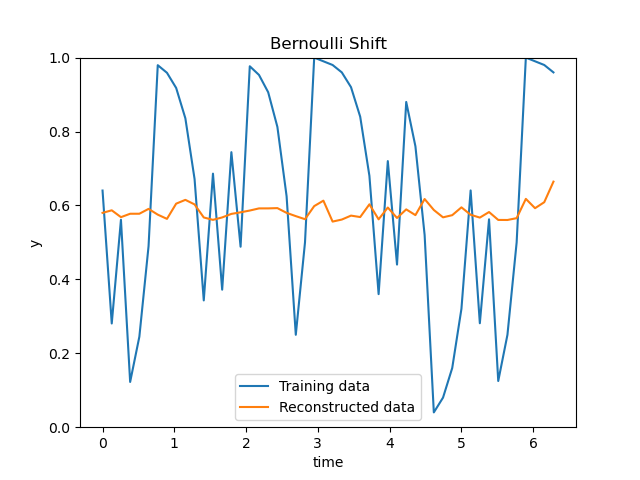 Bernoulli Shift
1.0
0.8
0.6
0.4
0.2
0.0
y
Training data
Reconstructed data
0 1 2 3 4 5 6
time